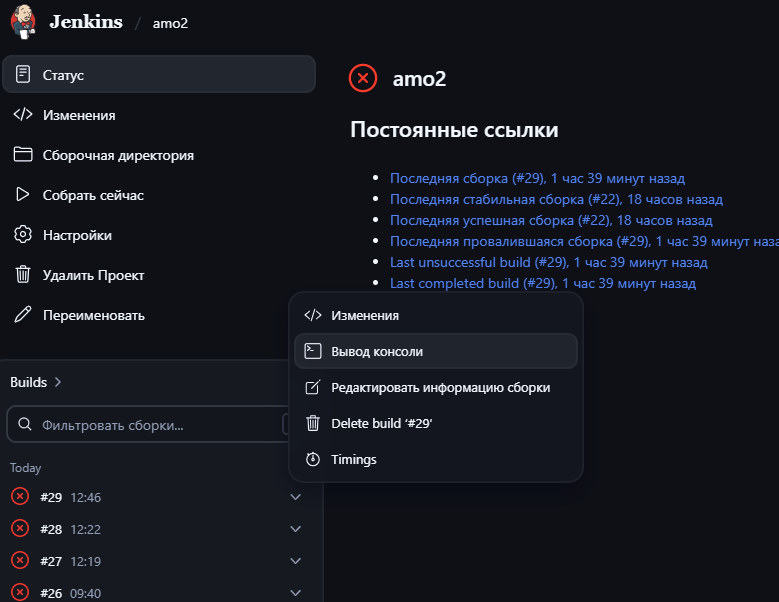 Jenkins / amo2
Статус
Изменения
Сборочная директория
Собрать сейчас
Настройки
Удалить Проект
Переименовать
Builds
Фильтровать сборки...
Today
#29 12:46
#28 12:22
#27 12:19
#26 09:40
amo2
Постоянные ссылки
Последняя сборка (#29), 1 час 39 минут назад
Последняя стабильная сборка (#22), 18 часов назад
Последняя успешная сборка (#22), 18 часов назад
Последняя провалившаяся сборка (#29), 1 час 39 минут наза
Last unsuccessful build (#29), 1 час 39 минут назад
Last completed build (#29), 1 час 39 минут назад
Изменения
Вывод консоли
Редактировать информацию сборки
Delete build ‘#29’
Timings